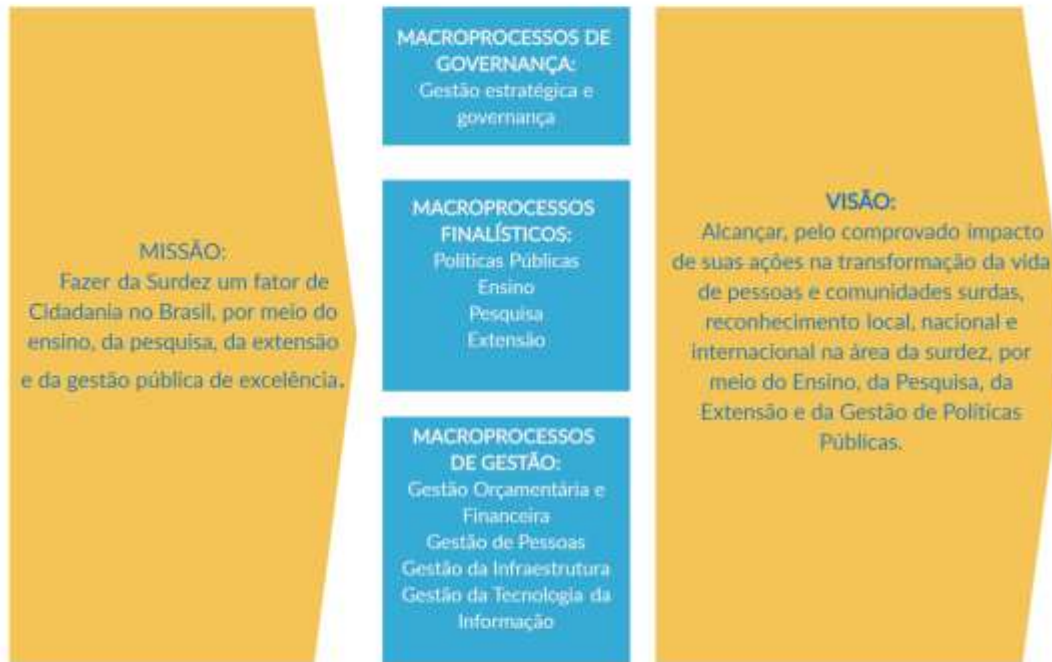 MISSÃO:
Fazer da Surdez um fator de
Cidadania no Brasil, por meio do
ensino, da pesquisa, da extensão
e da gestão pública de excelência.
MACROPROCESSOS DE
GOVERNANÇA:
Gestão estratégica e
governança
MACROPROCESSOS
FINALÍSTICOS:
Políticas Públicas
Ensino
Pesquisa
Extensão
MACROPROCESSOS
DE GESTÃO:
Gestão Orçamentária e
Financeira
Gestão de Pessoas
Gestão da Infraestrutura
Gestão da Tecnologia da
Informação
VISÃO:
Alcançar, pelo comprovado impacto
de suas ações na transformação da vida
de pessoas e comunidades surdas,
reconhecimento local, nacional e
internacional na área da surdez, por
meio do Ensino, da Pesquisa, da
Extensão e da Gestão de Políticas
Públicas.